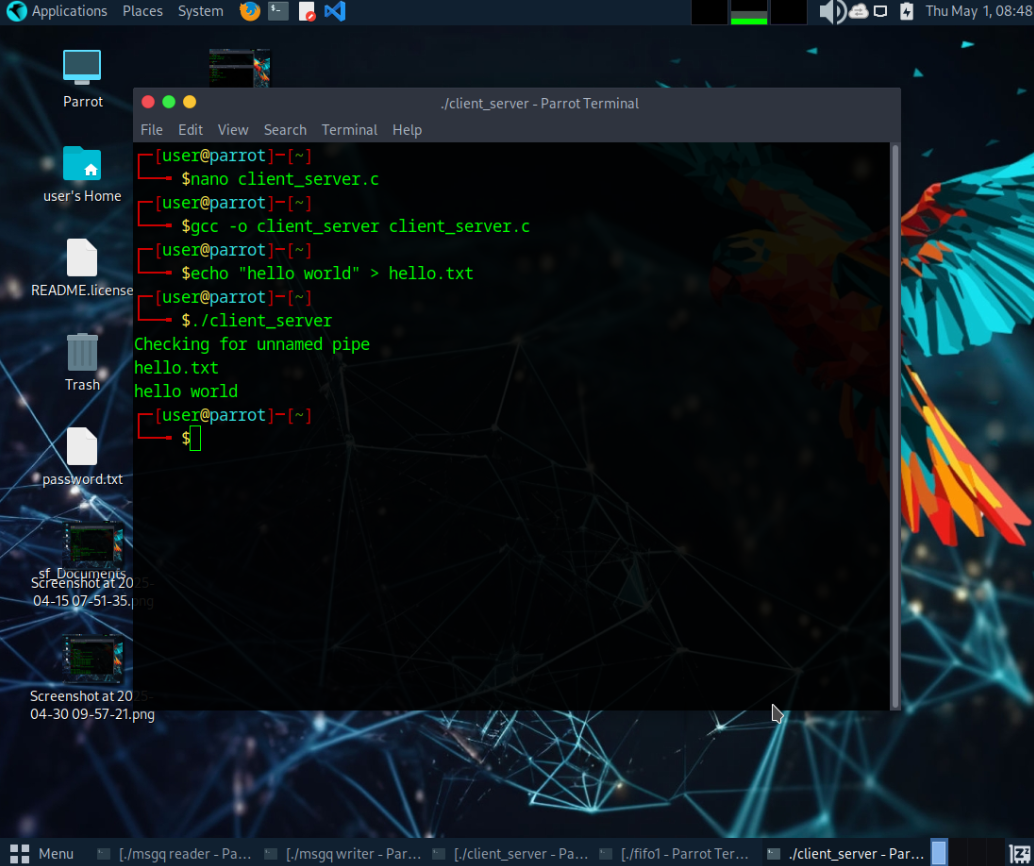 Applications Places System
Thu May 1, 08:48
Parrot
user's Home
README.license
Trash
password.txt
sf_Documents
Screenshot at 2025-
04-15 07-51-35.png
Screenshot at 2025-
04-30 09-57-21.png
./client_server - Parrot Terminal
File Edit View Search Terminal Help
[user@parrot]─[~]
$nano client_server.c
[user@parrot]─[~]
$gcc -o client_server client_server.c
[user@parrot]─[~]
$echo "hello world" > hello.txt
[user@parrot]─[~]
$./client_server
Checking for unnamed pipe
hello.txt
hello world
[user@parrot]─[~]
$
Menu [./msgq reader - Pa... [./msgq writer - Par... [./client_server - Pa... [./fifo1 - Parrot Ter... ./client_server - Par...